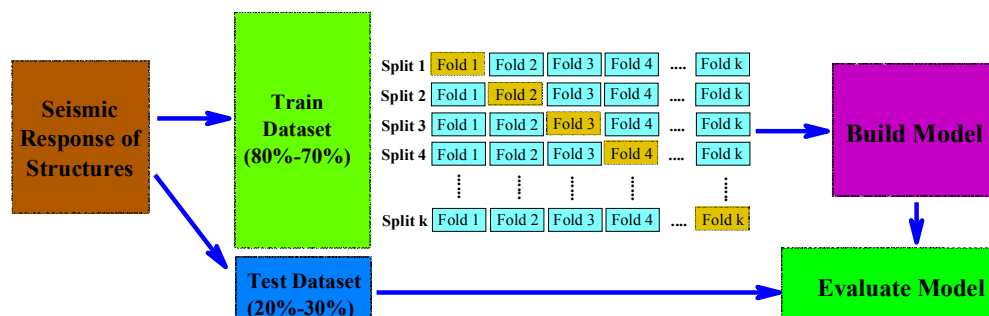 Seismic
Response of
Structures
Train
Dataset
(80%-70%)
Split 1 Fold 1 Fold 2 Fold 3 Fold 4 .... Fold k
Split 2 Fold 1 Fold 2 Fold 3 Fold 4 .... Fold k
Split 3 Fold 1 Fold 2 Fold 3 Fold 4 .... Fold k
Split 4 Fold 1 Fold 2 Fold 3 Fold 4 .... Fold k
Split k Fold 1 Fold 2 Fold 3 Fold 4 .... Fold k
Build Model
Test Dataset
(20%-30%)
Evaluate Model